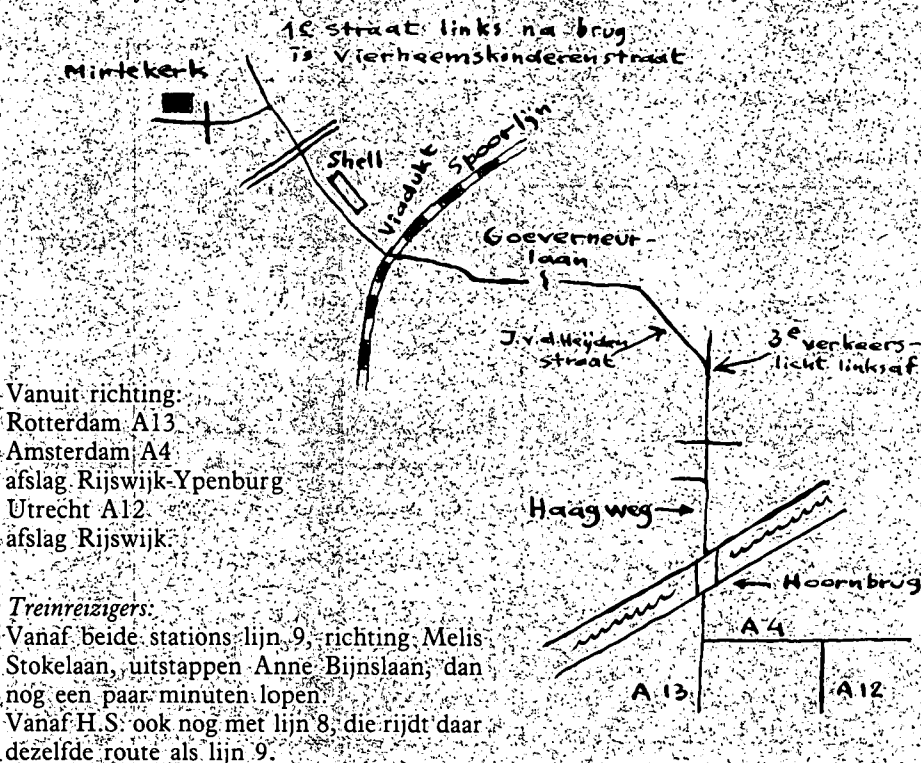 1e straat links na brug
is Vierheemskinderenstraat
Mirtekerk
Shell
Viadukt
Spoorlijn
Goeverneur-
laan
J.v.d.Heyden
straat
3e verkeers-
licht linksaf
Haagweg
Hoornbrug
A 4
A 13
A 12
Vanuit richting:
Rotterdam A13
Amsterdam A4
afslag Rijswijk-Ypenburg
Utrecht A12
afslag Rijswijk.
Treinreizigers:
Vanaf beide stations lijn 9, richting Melis
Stokelaan, uitstappen Anne Bijnslaan, dan
nog een paar minuten lopen
Vanaf H.S. ook nog met lijn 8, die rijdt daar
dezelfde route als lijn 9.